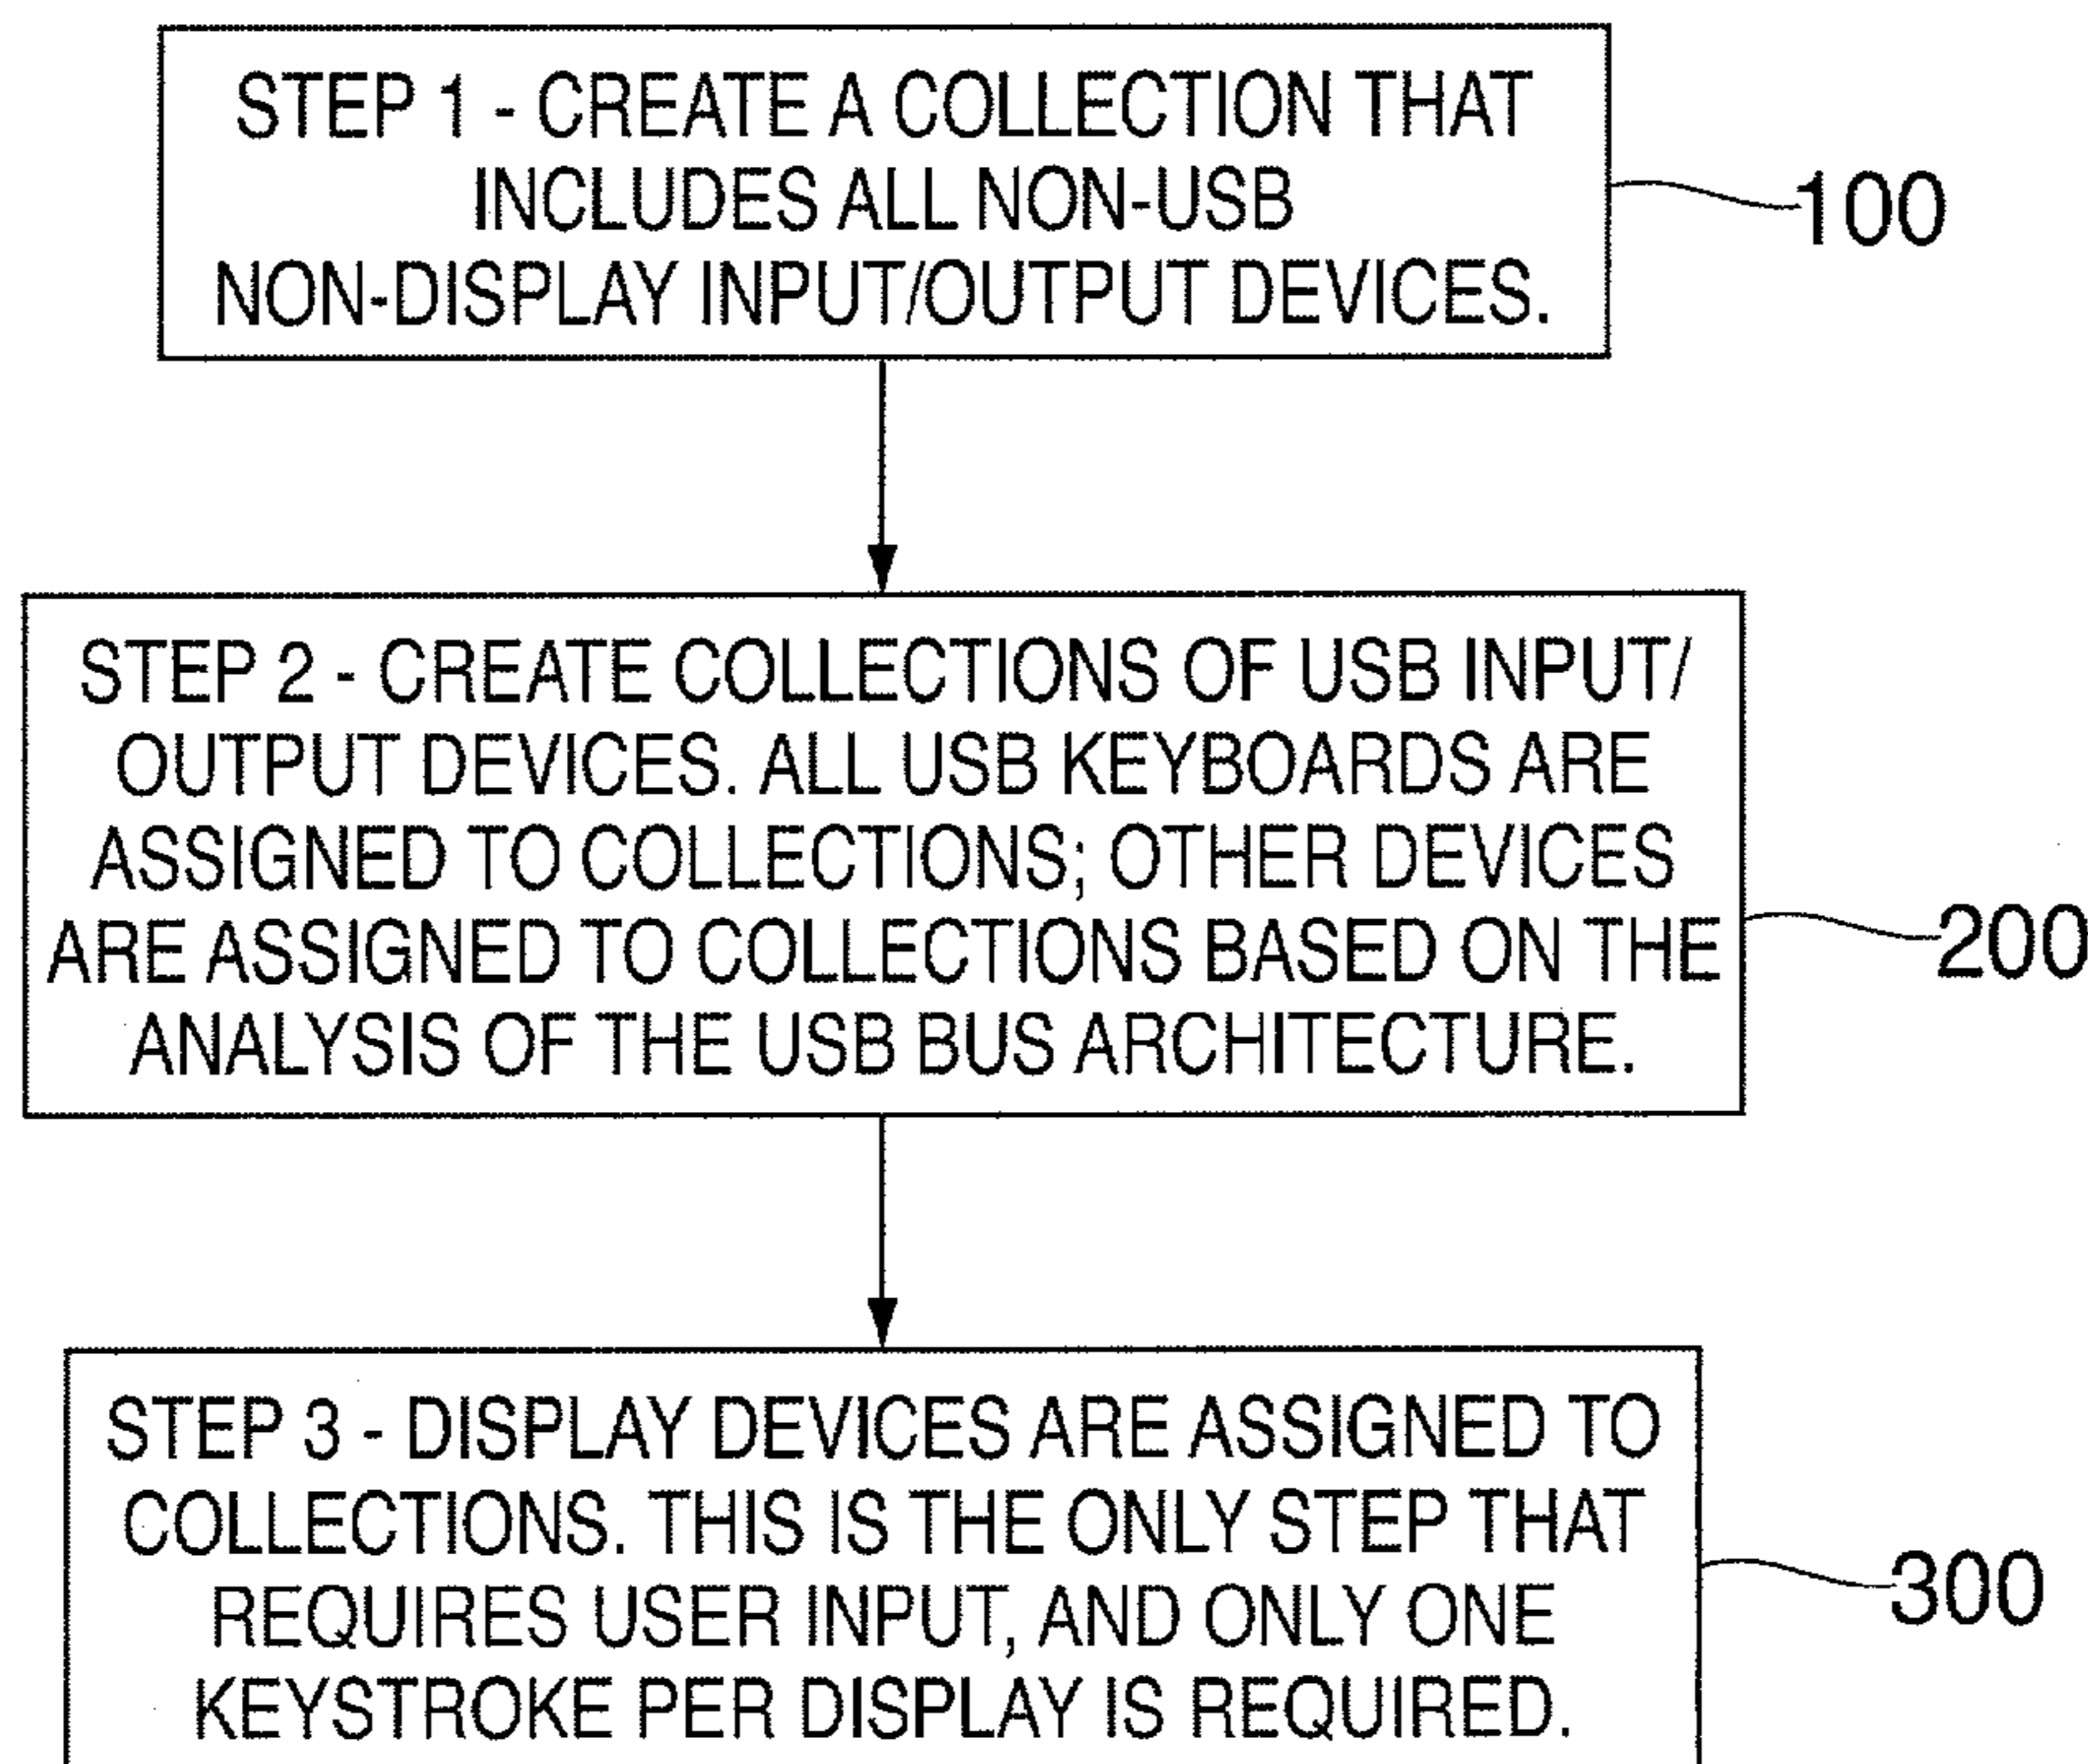 STEP 1 - CREATE A COLLECTION THAT
INCLUDES ALL NON-USB
NON-DISPLAY INPUT/OUTPUT DEVICES.
100
STEP 2 - CREATE COLLECTIONS OF USB INPUT/
OUTPUT DEVICES. ALL USB KEYBOARDS ARE
ASSIGNED TO COLLECTIONS; OTHER DEVICES
ARE ASSIGNED TO COLLECTIONS BASED ON THE
ANALYSIS OF THE USB BUS ARCHITECTURE.
200
STEP 3 - DISPLAY DEVICES ARE ASSIGNED TO
COLLECTIONS. THIS IS THE ONLY STEP THAT
REQUIRES USER INPUT, AND ONLY ONE
KEYSTROKE PER DISPLAY IS REQUIRED.
300